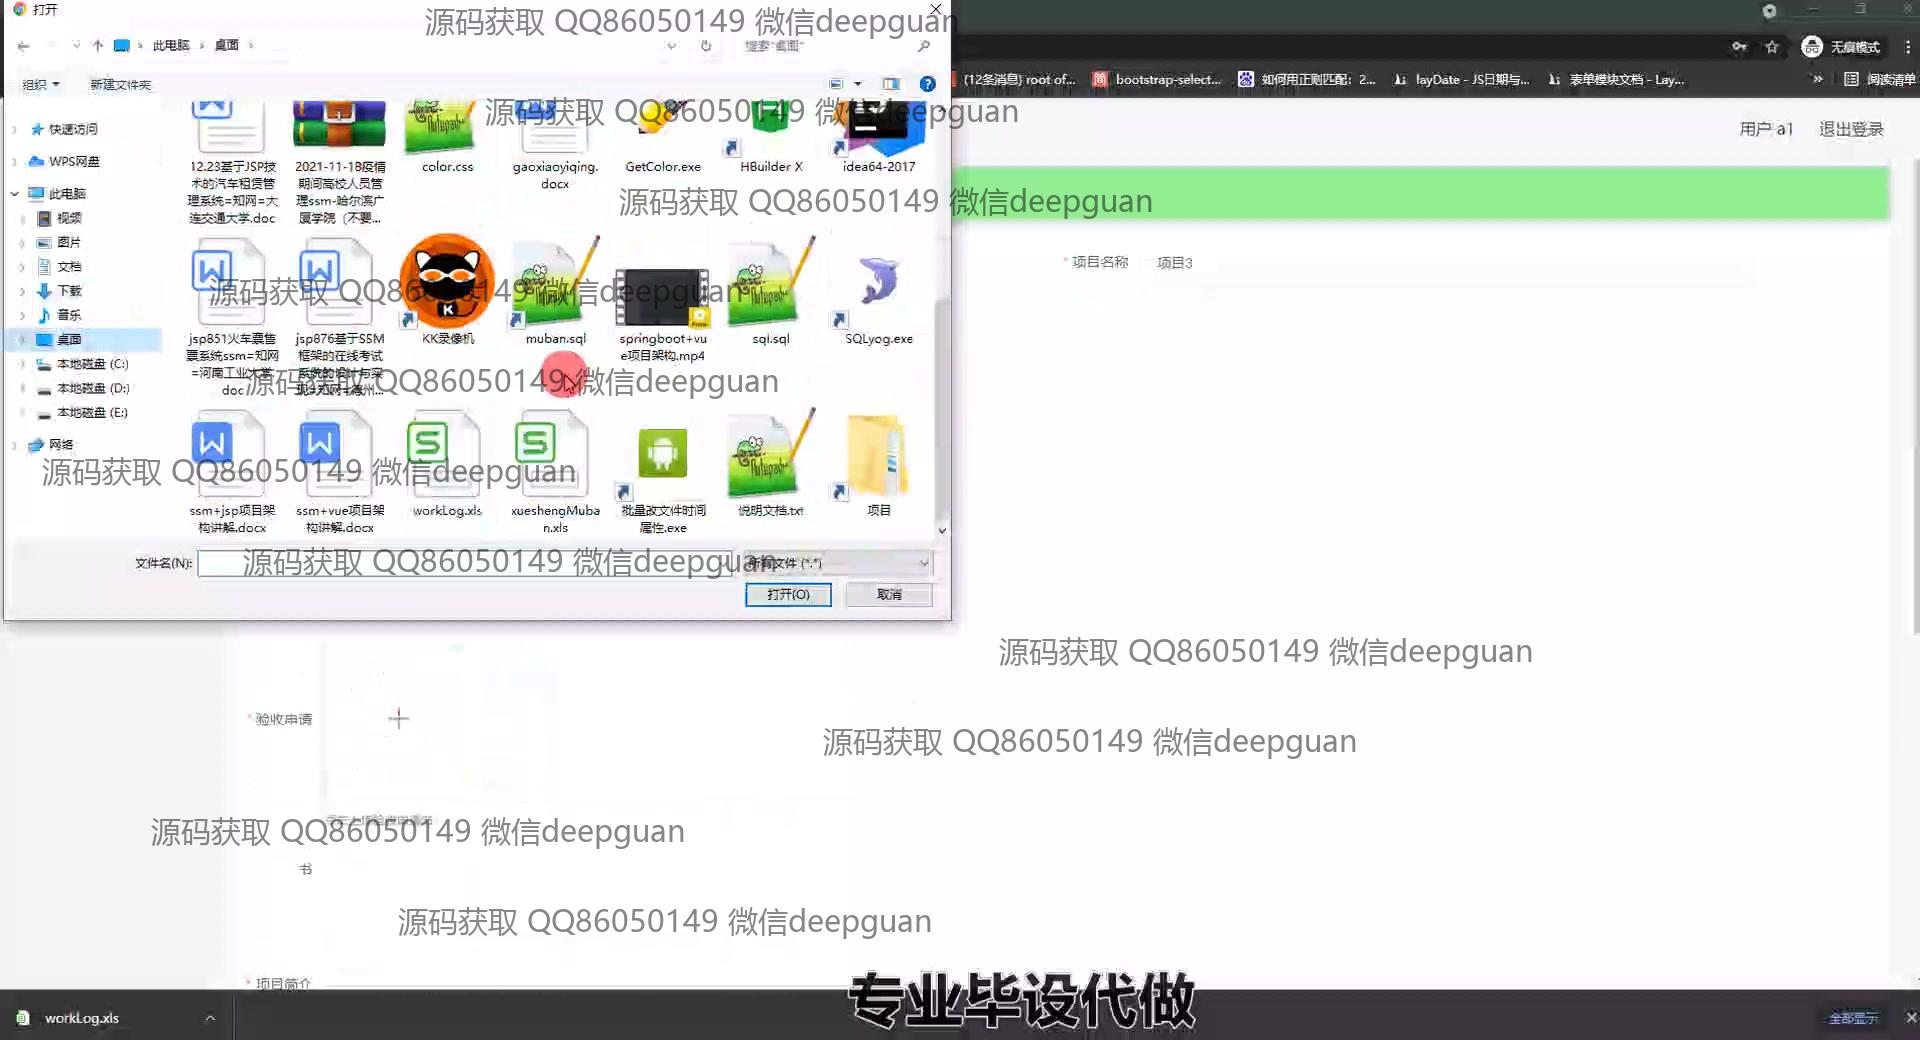 打开
源码获取 QQ86050149 微信deepguan
此电脑 › 桌面 ›
搜索"桌面"
无痕模式
组织
新建文件夹
(12条消息) root of...
bootstrap-select...
如何用正则匹配：2...
layDate - JS日期与...
表单模块文档 - Lay...
»
阅读清单
源码获取 QQ86050149 微信deepguan
用户 a1
退出登录
快速访问
WPS网盘
此电脑
视频
图片
文档
下载
音乐
桌面
本地磁盘 (C:)
本地磁盘 (D:)
本地磁盘 (E:)
网络
12.23基于JSP技
术的汽车租赁管
理系统=知网=大
连交通大学.doc
2021-11-18疫情
期间高校人员管
理ssm-哈尔滨广
厦学院（不要...
color.css
gaoxiaoyiqing.
docx
GetColor.exe
HBuilder X
idea64-2017
源码获取 QQ86050149 微信deepguan
* 项目名称
项目3
源码获取 QQ86050149 微信deepguan
jsp851火车票售
票系统ssm=知网
=河南工业大学.
doc
jsp876基于SSM
框架的在线考试
系统的设计与实
KK录像机
muban.sql
springboot+vu
e项目架构.mp4
sql.sql
SQLyog.exe
源码获取 QQ86050149 微信deepguan
源码获取 QQ86050149 微信deepguan
ssm+jsp项目架
构讲解.docx
ssm+vue项目架
构讲解.docx
workLog.xls
xueshengMuba
n.xls
批量改文件时间
属性.exe
说明文档.txt
项目
文件名(N):
源码获取 QQ86050149 微信deepguan
所有文件 (*.*)
打开(O)
取消
源码获取 QQ86050149 微信deepguan
* 验收申请
源码获取 QQ86050149 微信deepguan
源码获取 QQ86050149 微信deepguan
书
源码获取 QQ86050149 微信deepguan
* 项目简介
专业毕设代做
workLog.xls
全部显示